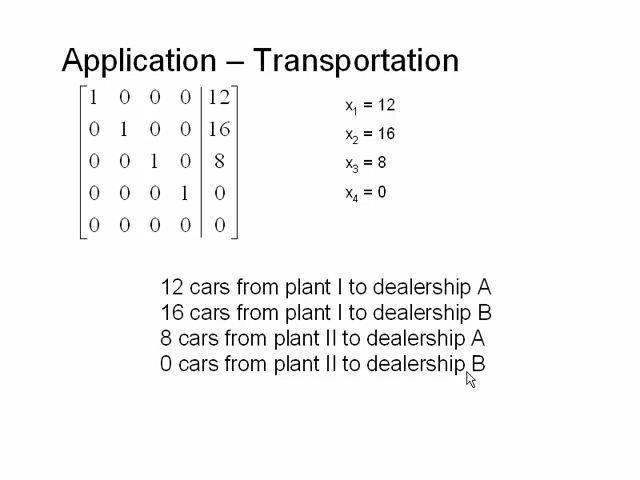 Application – Transportation
1 0 0 0 12
0 1 0 0 16
0 0 1 0 8
0 0 0 1 0
0 0 0 0 0
x₁ = 12
x₂ = 16
x₃ = 8
x₄ = 0
12 cars from plant I to dealership A
16 cars from plant I to dealership B
8 cars from plant II to dealership A
0 cars from plant II to dealership B